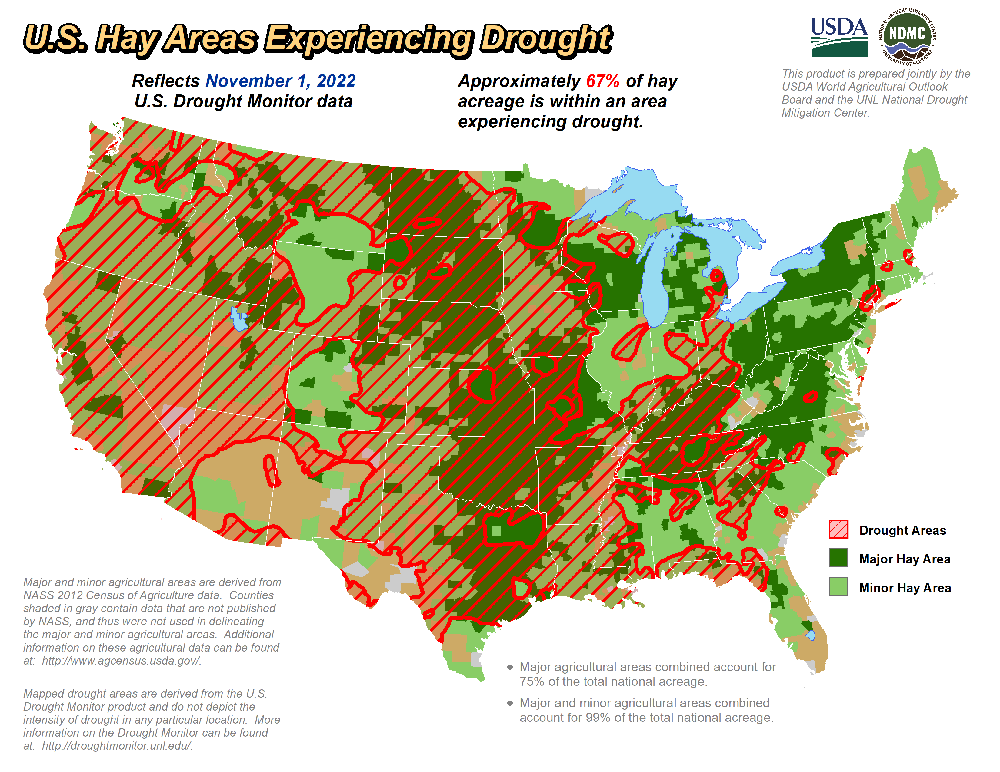 U.S. Hay Areas Experiencing Drought
Reflects November 1, 2022
U.S. Drought Monitor data
Approximately 67% of hay
acreage is within an area
experiencing drought.
USDA
NATIONAL DROUGHT MITIGATION CENTER
NDMC
UNIVERSITY OF NEBRASKA
This product is prepared jointly by the
USDA World Agricultural Outlook
Board and the UNL National Drought
Mitigation Center.
Drought Areas
Major Hay Area
Minor Hay Area
Major and minor agricultural areas are derived from
NASS 2012 Census of Agriculture data.  Counties
shaded in gray contain data that are not published
by NASS, and thus were not used in delineating
the major and minor agricultural areas.  Additional
information on these agricultural data can be found
at:  http://www.agcensus.usda.gov/.
Mapped drought areas are derived from the U.S.
Drought Monitor product and do not depict the
intensity of drought in any particular location.  More
information on the Drought Monitor can be found
at:  http://droughtmonitor.unl.edu/.
● Major agricultural areas combined account for
75% of the total national acreage.
● Major and minor agricultural areas combined
account for 99% of the total national acreage.